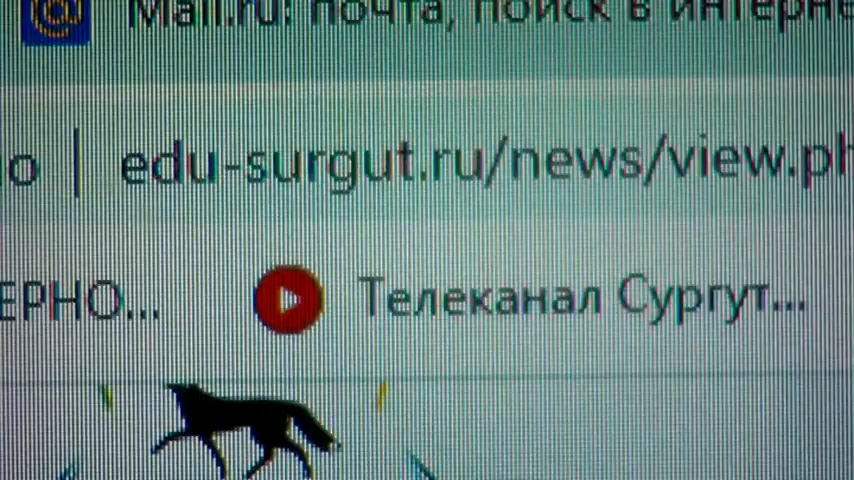 Mail.ru: почта, поиск в интерне
о | edu-surgut.ru/news/view.ph
ЕРНО... Телеканал Сургут...